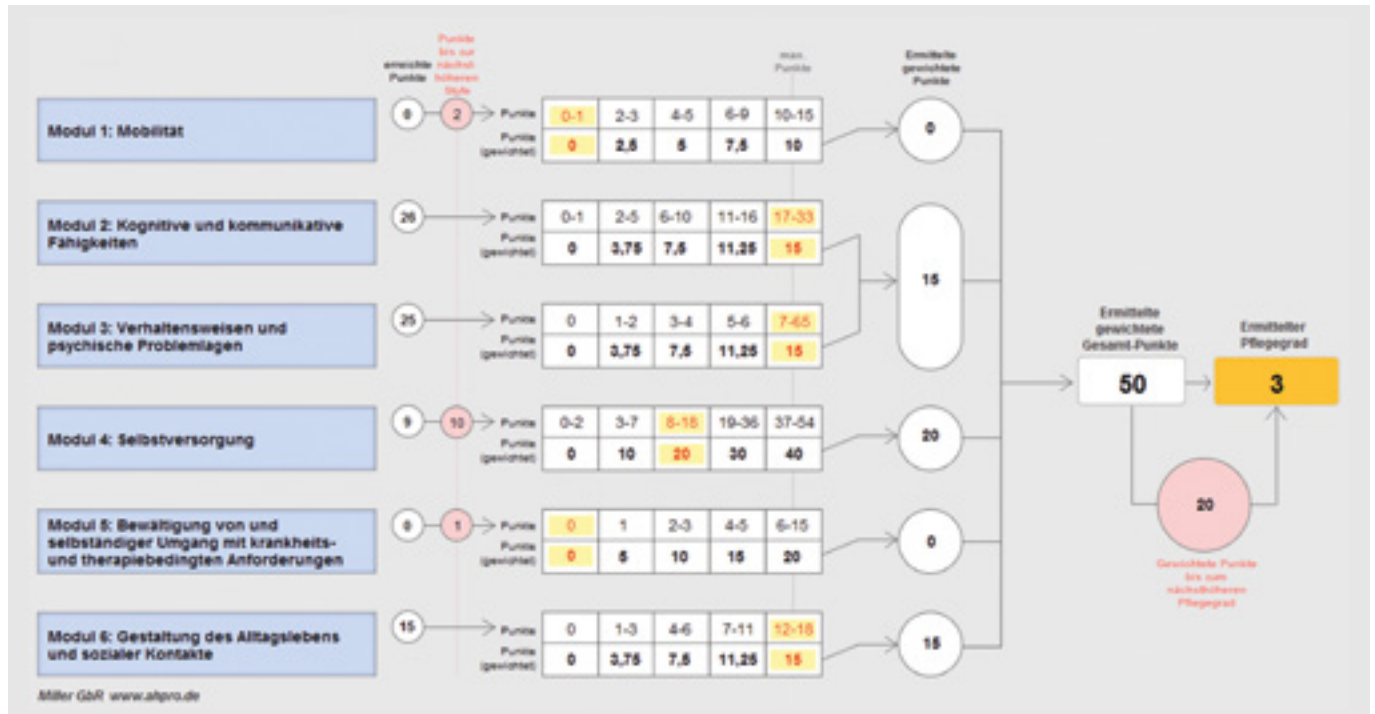 erreichte
Punkte
Punkte
bis zur
nächst-
höheren
Stufe
max.
Punkte
Ermittelte
gewichtete
Punkte
Modul 1: Mobilität
0
2
Punkte
0-1 2-3 4-5 6-9 10-15
Punkte
(gewichtet)
0 2,5 5 7,5 10
0
Modul 2: Kognitive und kommunikative
Fähigkeiten
26
Punkte
0-1 2-5 6-10 11-16 17-33
Punkte
(gewichtet)
0 3,75 7,5 11,25 15
15
Modul 3: Verhaltensweisen und
psychische Problemlagen
25
Punkte
0 1-2 3-4 5-6 7-65
Punkte
(gewichtet)
0 3,75 7,5 11,25 15
Modul 4: Selbstversorgung
9
10
Punkte
0-2 3-7 8-18 19-36 37-54
Punkte
(gewichtet)
0 10 20 30 40
20
Modul 5: Bewältigung von und
selbständiger Umgang mit krankheits-
und therapiebedingten Anforderungen
0
1
Punkte
0 1 2-3 4-5 6-15
Punkte
(gewichtet)
0 5 10 15 20
0
Modul 6: Gestaltung des Alltagslebens
und sozialer Kontakte
15
Punkte
0 1-3 4-6 7-11 12-18
Punkte
(gewichtet)
0 3,75 7,5 11,25 15
15
Ermittelte
gewichtete
Gesamt-Punkte
50
Ermittelter
Pflegegrad
3
20
Gewichtete Punkte
bis zum
nächsthöheren
Pflegegrad
Miller GbR www.ahpro.de